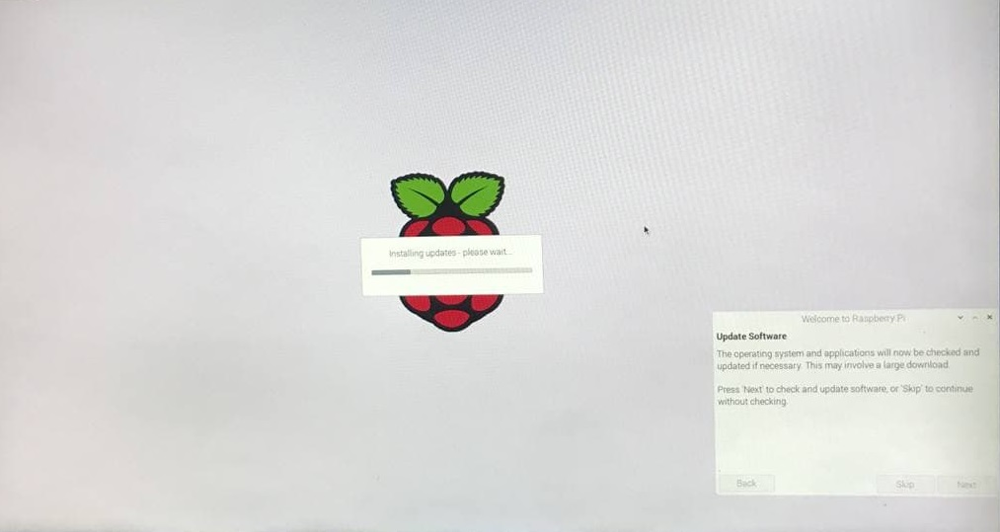 Installing updates - please wait...
Welcome to Raspberry Pi
Update Software
The operating system and applications will now be checked and
updated if necessary. This may involve a large download.
Press 'Next' to check and update software, or 'Skip' to continue
without checking.
Back
Skip
Next